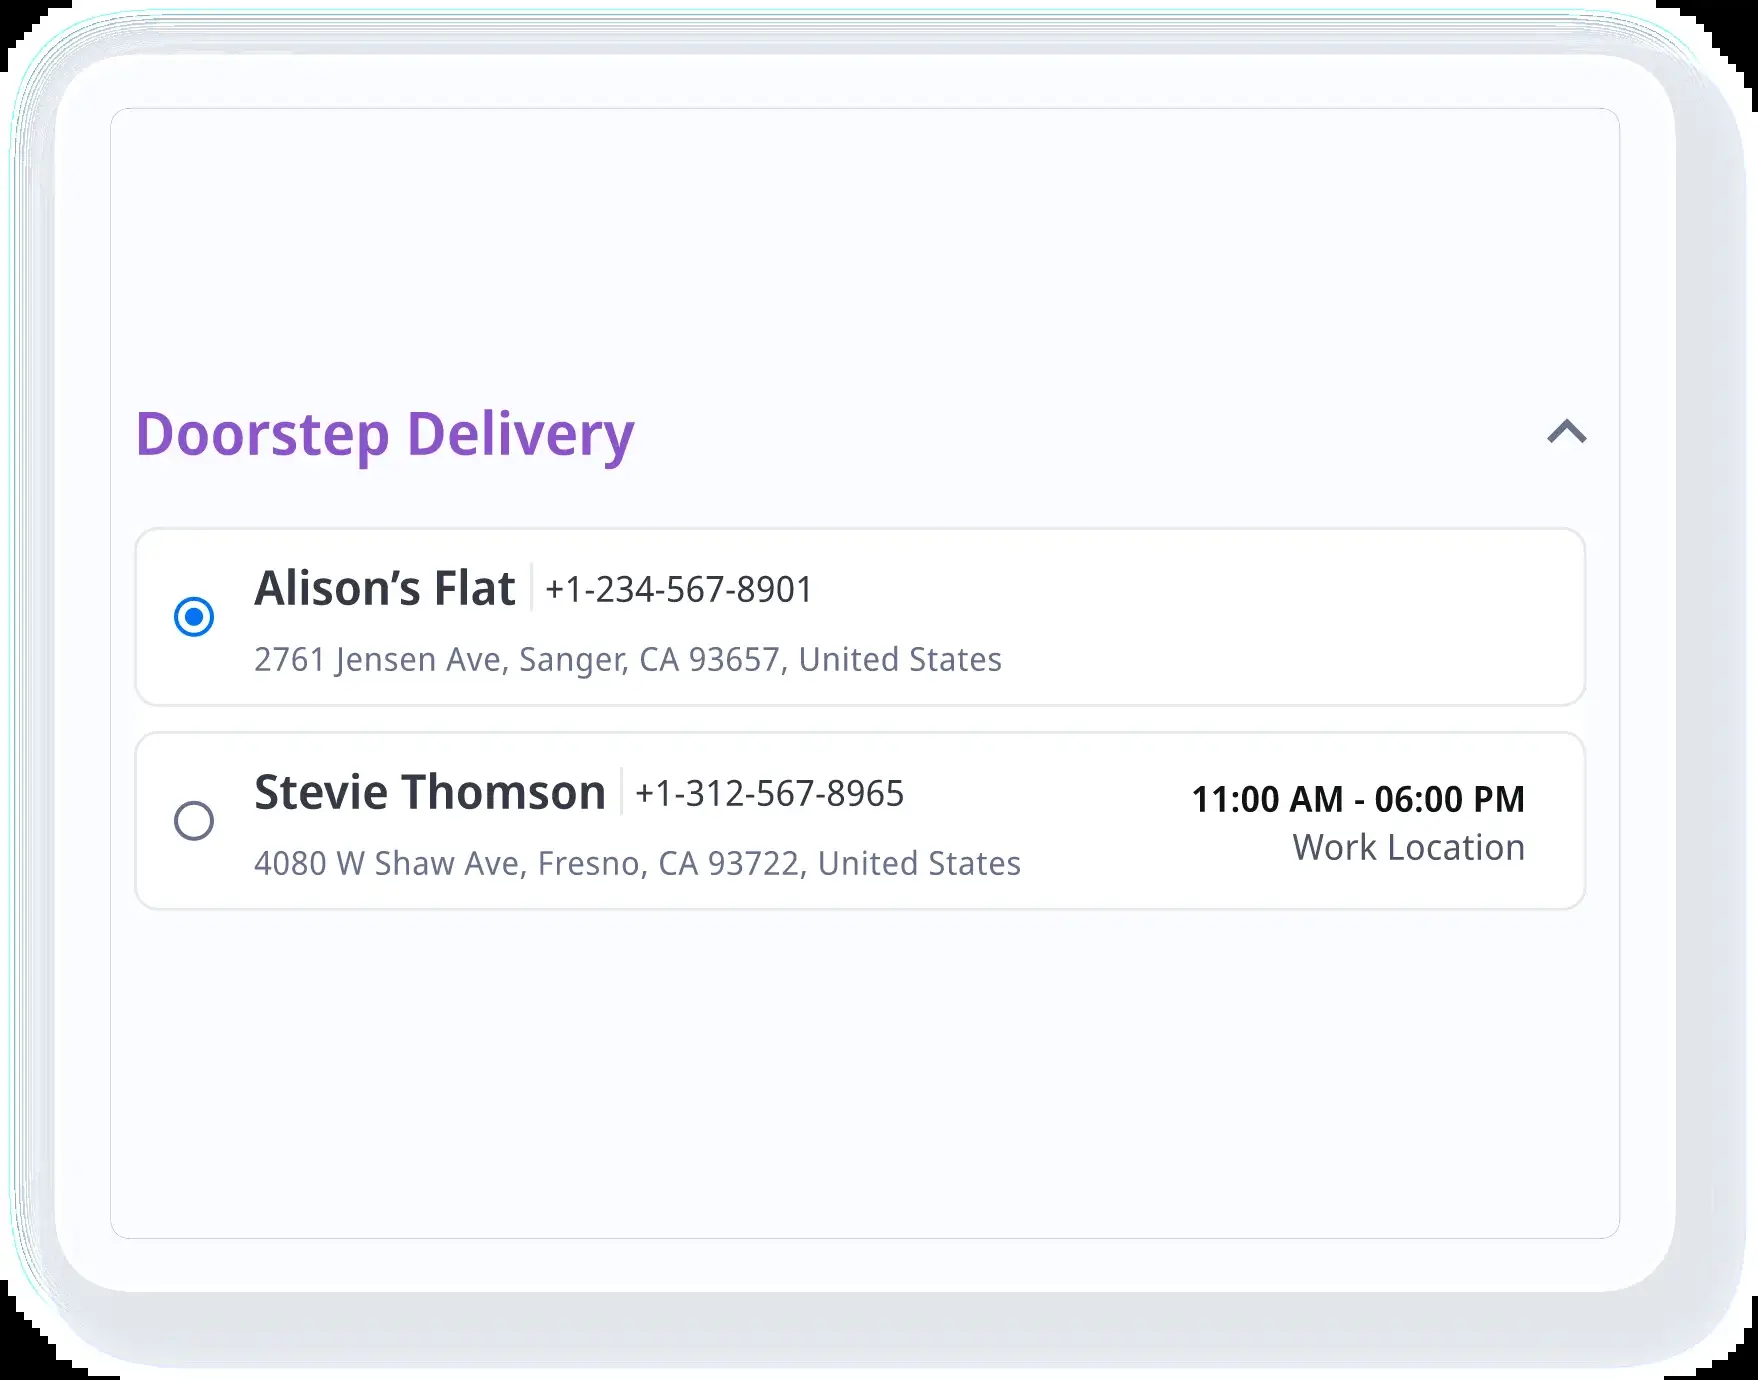 Doorstep Delivery
Alison’s Flat +1-234-567-8901
2761 Jensen Ave, Sanger, CA 93657, United States
Stevie Thomson +1-312-567-8965
4080 W Shaw Ave, Fresno, CA 93722, United States
11:00 AM - 06:00 PM
Work Location